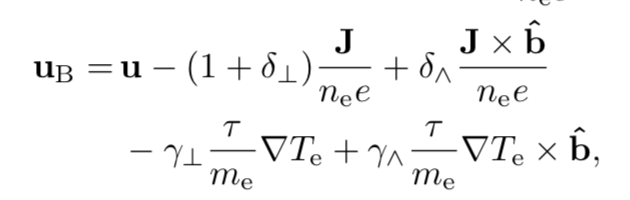 u_B = u − (1 + δ_⊥) J/(n_e e) + δ_∧ (J × b̂)/(n_e e)
− γ_⊥ τ/m_e ∇T_e + γ_∧ τ/m_e ∇T_e × b̂,